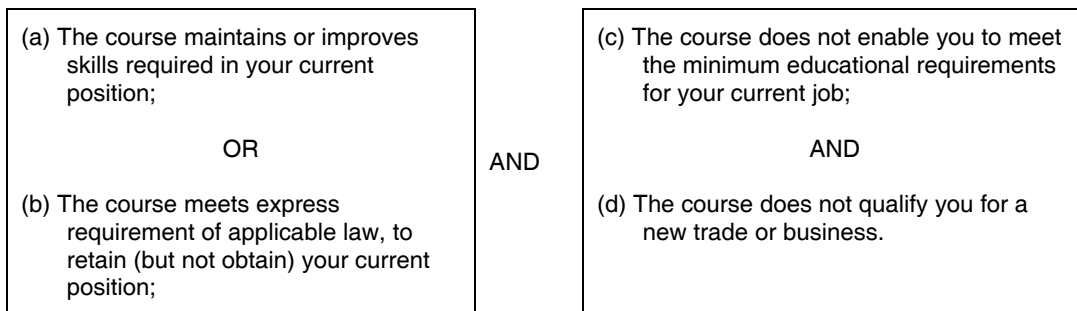 (a) The course maintains or improves
skills required in your current
position;
OR
(b) The course meets express
requirement of applicable law, to
retain (but not obtain) your current
position;
AND
(c) The course does not enable you to meet
the minimum educational requirements
for your current job;
AND
(d) The course does not qualify you for a
new trade or business.